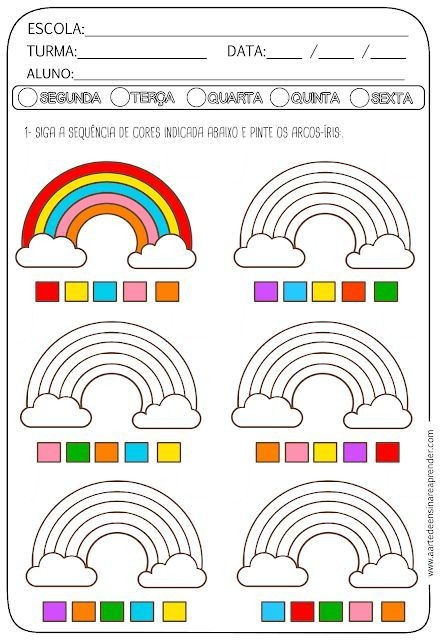 ESCOLA:
TURMA: DATA: / /
ALUNO:
SEGUNDA TERÇA QUARTA QUINTA SEXTA
1- SIGA A SEQUÊNCIA DE CORES INDICADA ABAIXO E PINTE OS ARCOS-ÍRIS.
www.aartedeensinareaprender.com